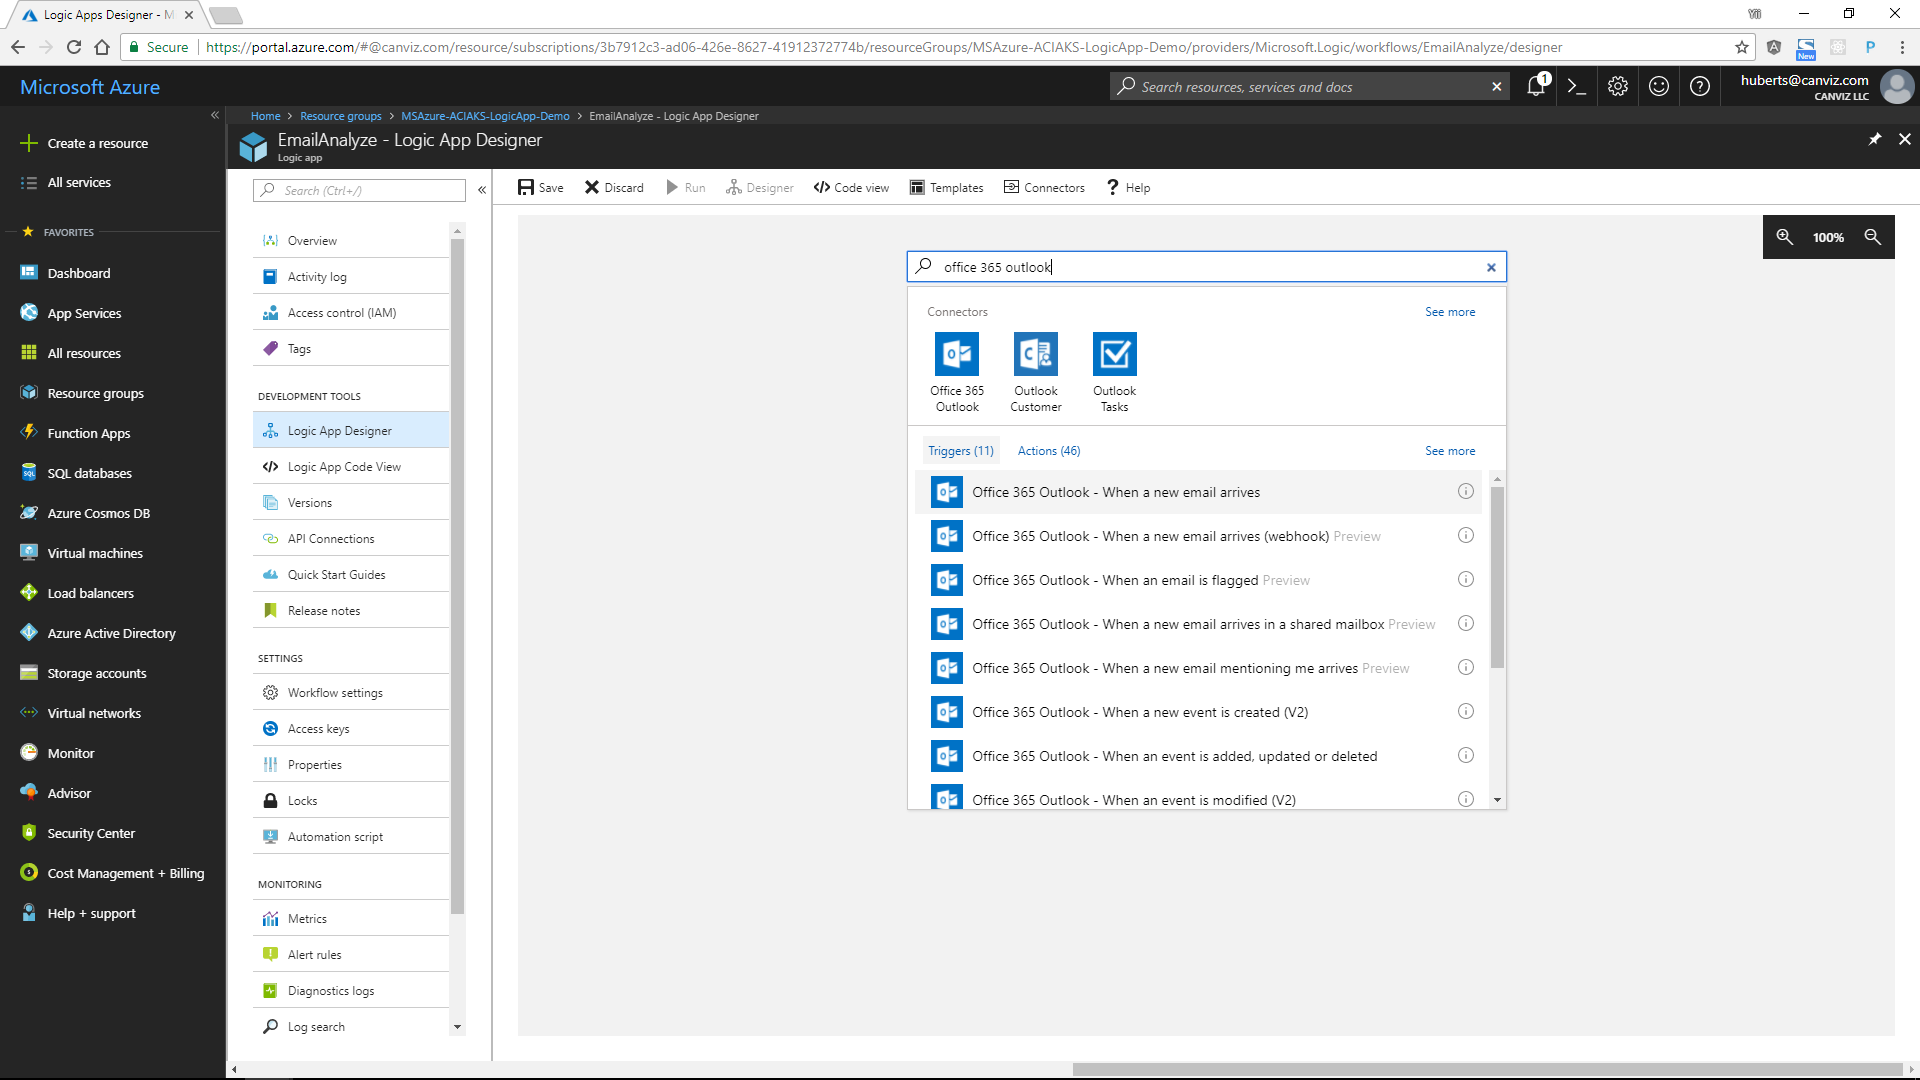 Logic Apps Designer - M
Secure
https://portal.azure.com/#@canviz.com/resource/subscriptions/3b7912c3-ad06-426e-8627-41912372774b/resourceGroups/MSAzure-ACIAKS-LogicApp-Demo/providers/Microsoft.Logic/workflows/EmailAnalyze/designer
New
Microsoft Azure
Search resources, services and docs
1
huberts@canviz.com
CANVIZ LLC
Home > Resource groups > MSAzure-ACIAKS-LogicApp-Demo > EmailAnalyze - Logic App Designer
EmailAnalyze - Logic App Designer
Logic app
Create a resource
All services
FAVORITES
Dashboard
App Services
All resources
Resource groups
Function Apps
SQL databases
Azure Cosmos DB
Virtual machines
Load balancers
Azure Active Directory
Storage accounts
Virtual networks
Monitor
Advisor
Security Center
Cost Management + Billing
Help + support
Search (Ctrl+/)
Overview
Activity log
Access control (IAM)
Tags
DEVELOPMENT TOOLS
Logic App Designer
Logic App Code View
Versions
API Connections
Quick Start Guides
Release notes
SETTINGS
Workflow settings
Access keys
Properties
Locks
Automation script
MONITORING
Metrics
Alert rules
Diagnostics logs
Log search
Save
Discard
Run
Designer
Code view
Templates
Connectors
Help
100%
office 365 outlook
Connectors
See more
Office 365
Outlook
Outlook
Customer
Outlook
Tasks
Triggers (11)
Actions (46)
See more
Office 365 Outlook - When a new email arrives
Office 365 Outlook - When a new email arrives (webhook) Preview
Office 365 Outlook - When an email is flagged Preview
Office 365 Outlook - When a new email arrives in a shared mailbox Preview
Office 365 Outlook - When a new email mentioning me arrives Preview
Office 365 Outlook - When a new event is created (V2)
Office 365 Outlook - When an event is added, updated or deleted
Office 365 Outlook - When an event is modified (V2)